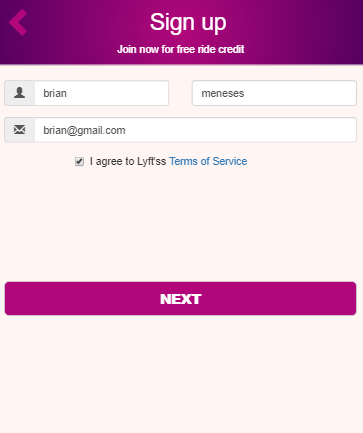 Sign up
Join now for free ride credit
brian meneses
brian@gmail.com
I agree to Lyft'ss Terms of Service
NEXT